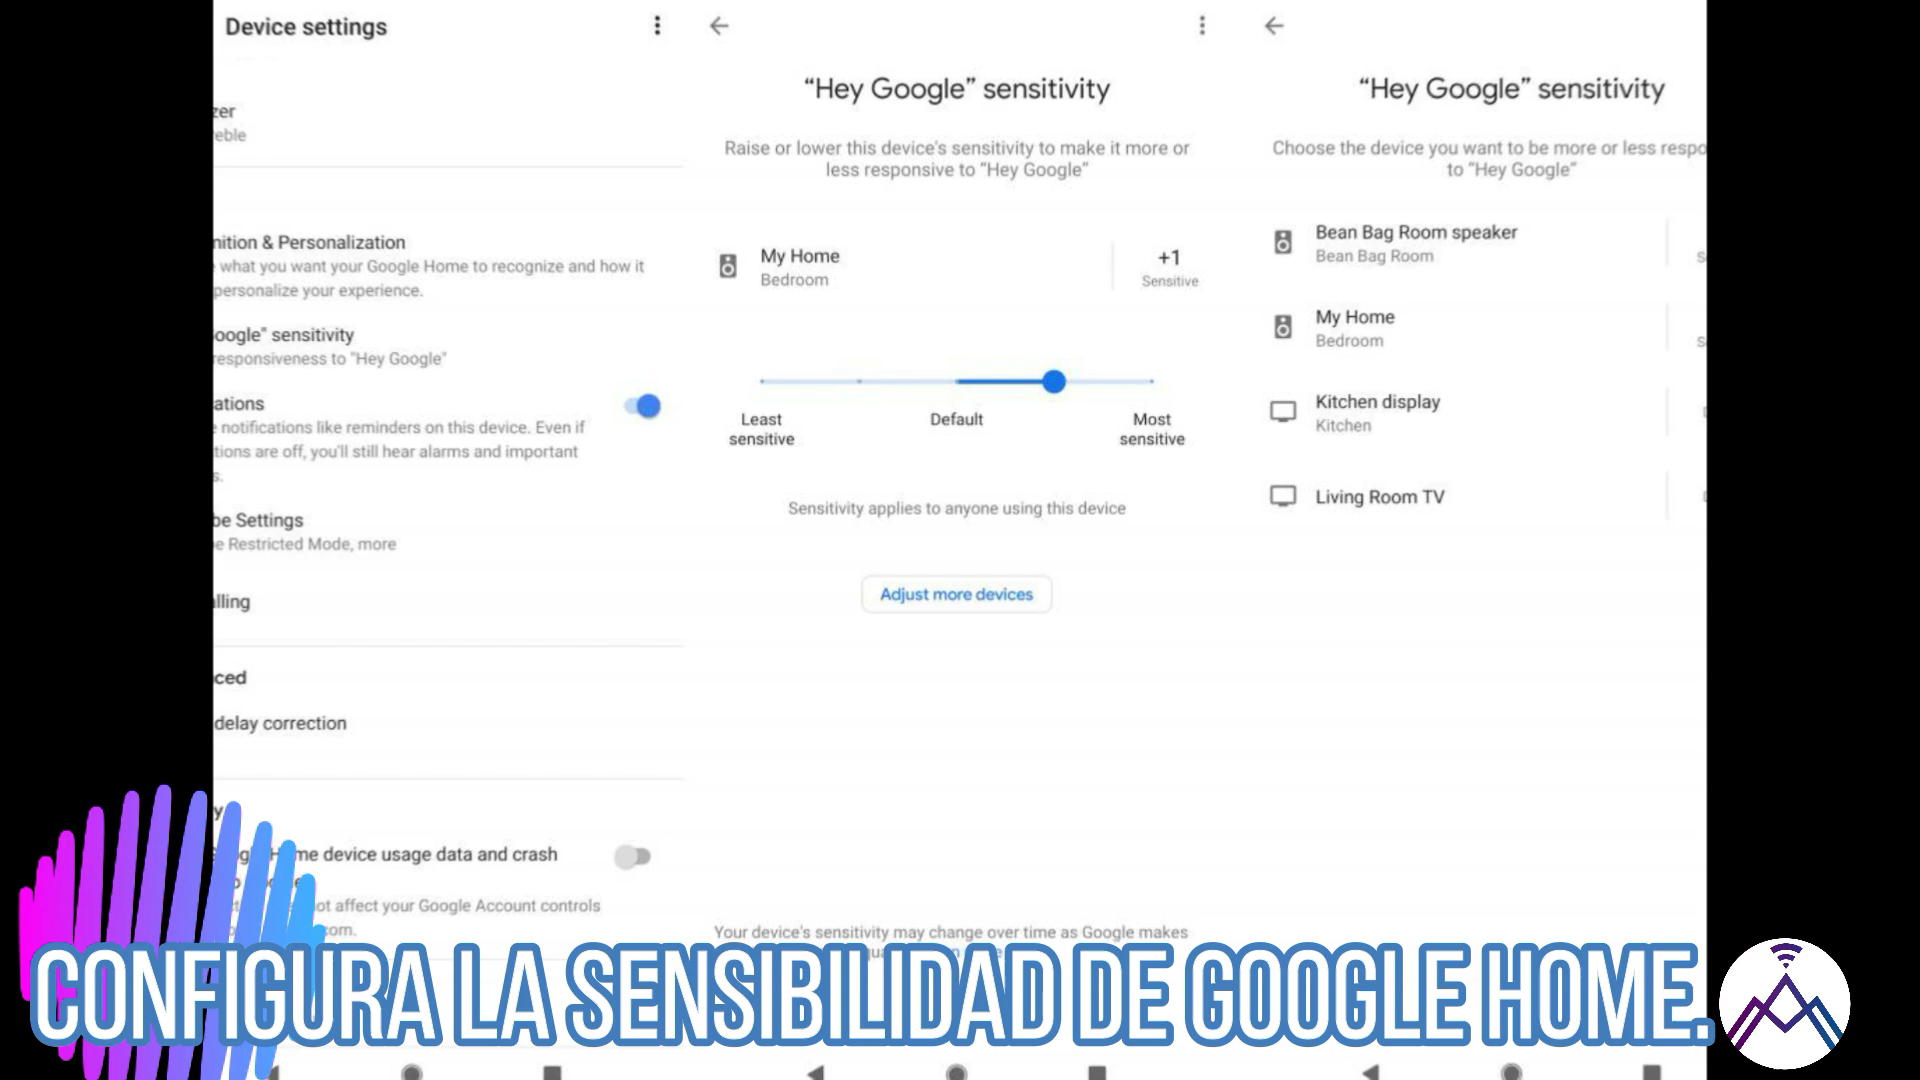 Device settings
zer
eble
nition & Personalization
what you want your Google Home to recognize and how it
personalize your experience.
oogle" sensitivity
responsiveness to "Hey Google"
ations
notifications like reminders on this device. Even if
tions are off, you'll still hear alarms and important
s.
be Settings
e Restricted Mode, more
lling
ced
delay correction
y
me device usage data and crash
ot affect your Google Account controls
com.
“Hey Google” sensitivity
Raise or lower this device's sensitivity to make it more or
less responsive to “Hey Google”
My Home
Bedroom
+1
Sensitive
Least
sensitive
Default
Most
sensitive
Sensitivity applies to anyone using this device
Adjust more devices
Your device's sensitivity may change over time as Google makes
“Hey Google” sensitivity
Choose the device you want to be more or less respo
to “Hey Google”
Bean Bag Room speaker
Bean Bag Room
My Home
Bedroom
Kitchen display
Kitchen
Living Room TV
CONFIGURA LA SENSIBILIDAD DE GOOGLE HOME.